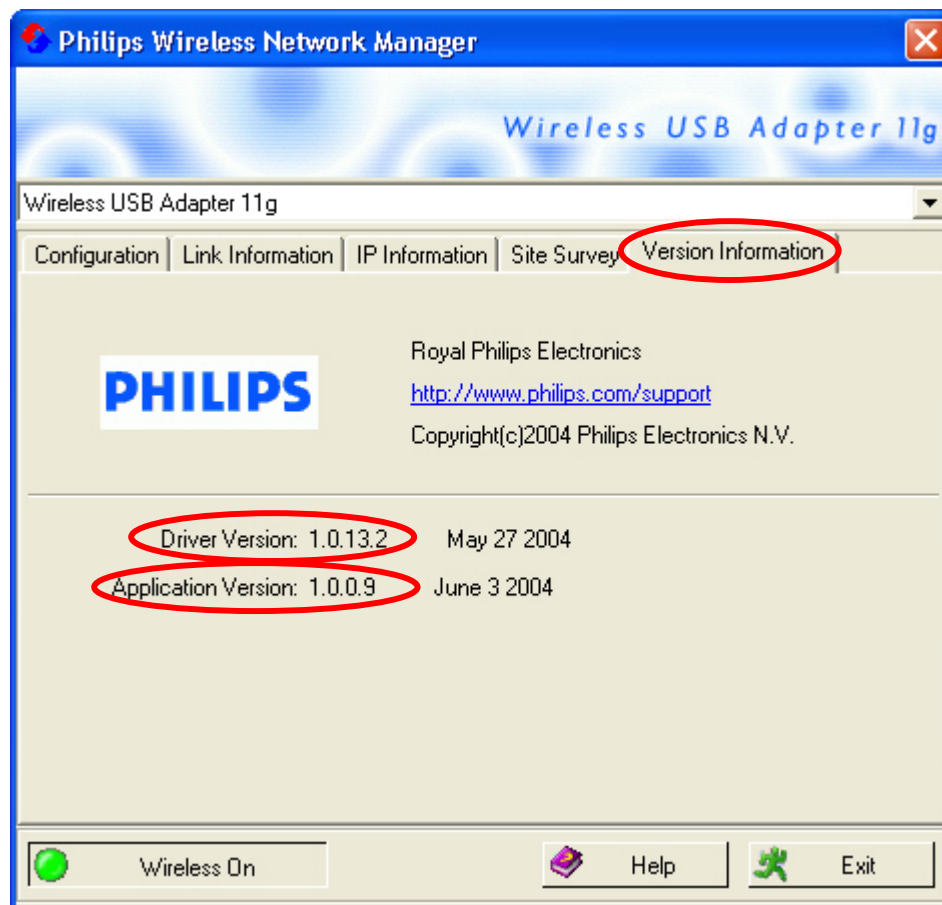 Philips Wireless Network Manager
Wireless USB Adapter 11g
Wireless USB Adapter 11g
Configuration Link Information IP Information Site Survey Version Information
PHILIPS
Royal Philips Electronics
http://www.philips.com/support
Copyright(c)2004 Philips Electronics N.V.
Driver Version: 1.0.13.2 May 27 2004
Application Version: 1.0.0.9 June 3 2004
Wireless On Help Exit